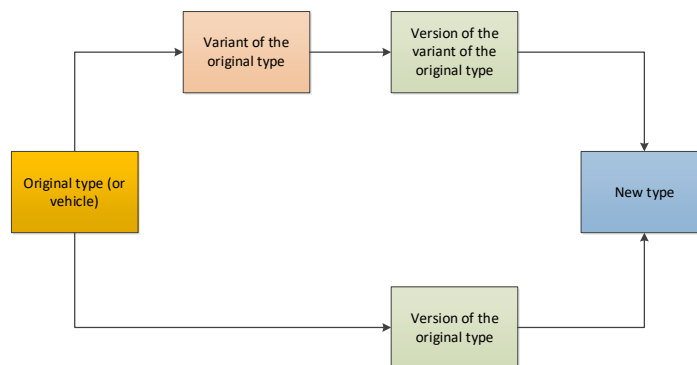 Variant of the
original type
Version of the
variant of the
original type
Original type (or
vehicle)
New type
Version of the
original type